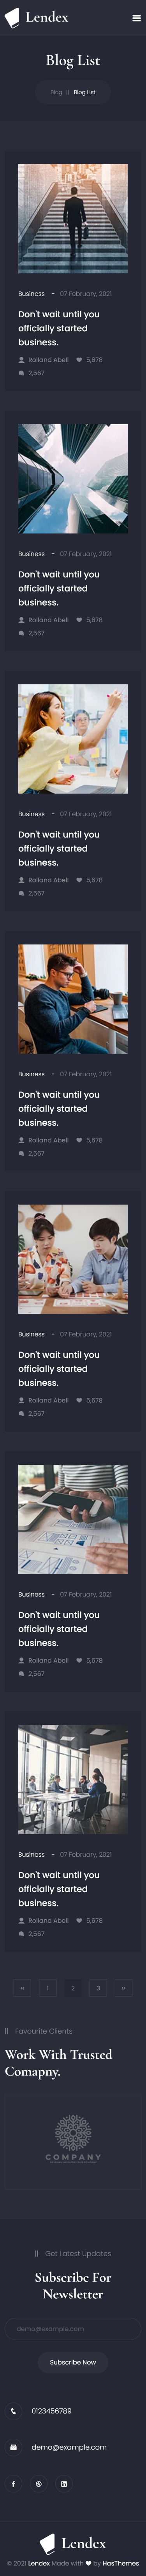 Lendex
Blog List
Blog || Blog List
Business - 07 February, 2021
Don't wait until you
officially started
business.
Rolland Abell 5,678
2,567
Business - 07 February, 2021
Don't wait until you
officially started
business.
Rolland Abell 5,678
2,567
Business - 07 February, 2021
Don't wait until you
officially started
business.
Rolland Abell 5,678
2,567
Business - 07 February, 2021
Don't wait until you
officially started
business.
Rolland Abell 5,678
2,567
Business - 07 February, 2021
Don't wait until you
officially started
business.
Rolland Abell 5,678
2,567
Business - 07 February, 2021
Don't wait until you
officially started
business.
Rolland Abell 5,678
2,567
Business - 07 February, 2021
Don't wait until you
officially started
business.
Rolland Abell 5,678
2,567
« 1 2 3 »
|| Favourite Clients
Work With Trusted
Comapny.
COMPANY
|| Get Latest Updates
Subscribe For
Newsletter
demo@example.com
Subscribe Now
0123456789
demo@example.com
Lendex
© 2021 Lendex Made with ❤ by HasThemes